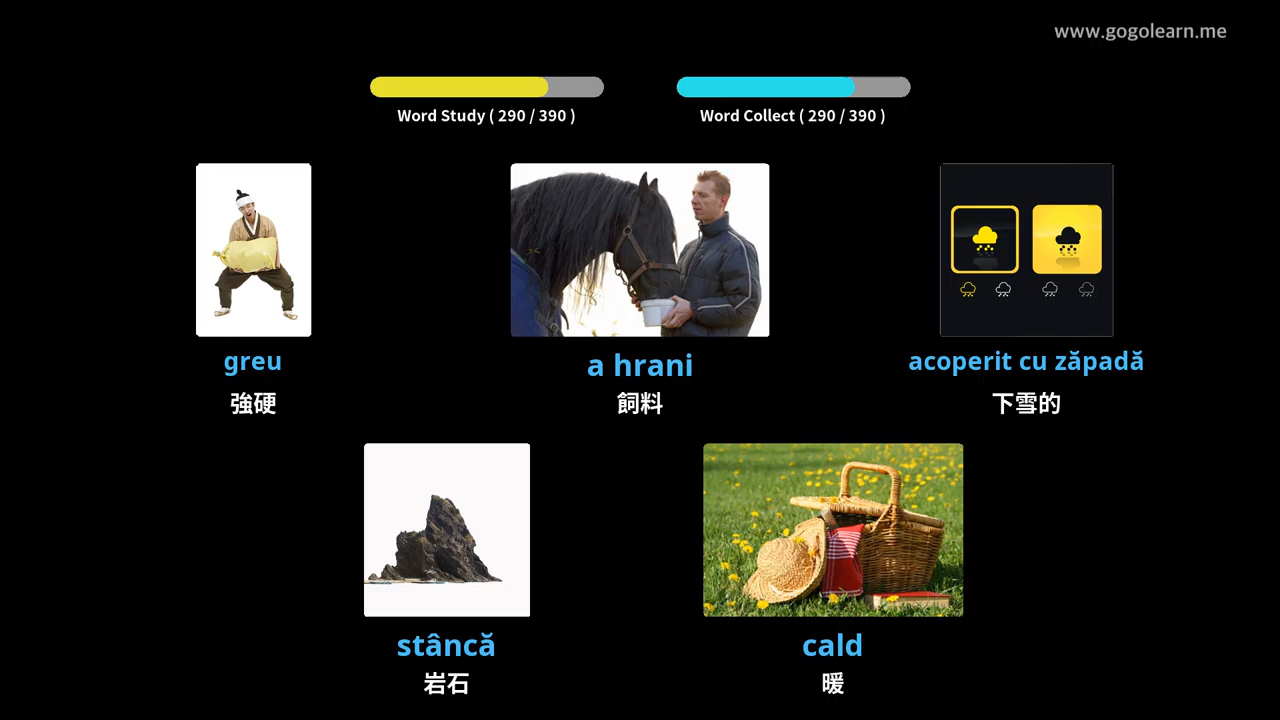 www.gogolearn.me
Word Study ( 290 / 390 )
Word Collect ( 290 / 390 )
greu
強硬
a hrani
飼料
acoperit cu zăpadă
下雪的
stâncă
岩石
cald
暖